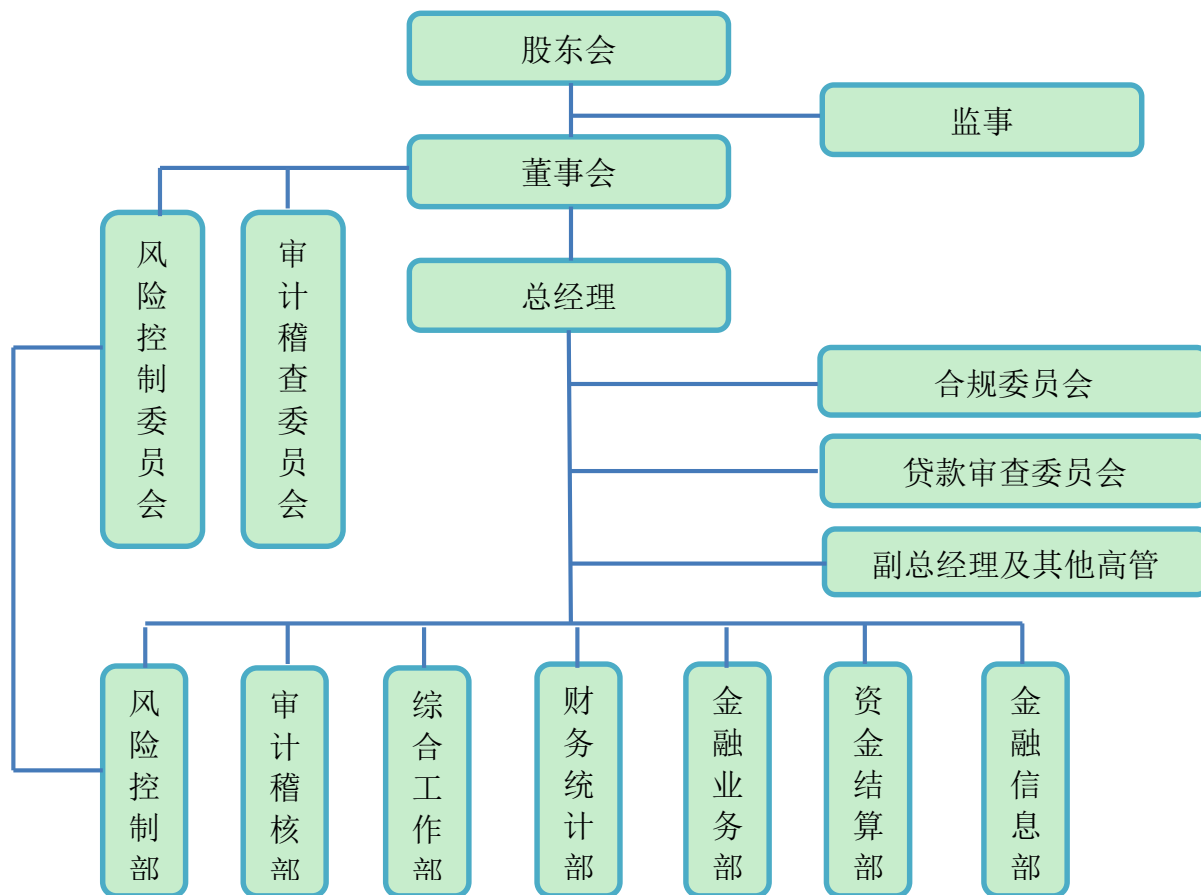 股东会
监事
董事会
风险控制委员会
审计稽查委员会
总经理
合规委员会
贷款审查委员会
副总经理及其他高管
风险控制部
审计稽核部
综合工作部
财务统计部
金融业务部
资金结算部
金融信息部